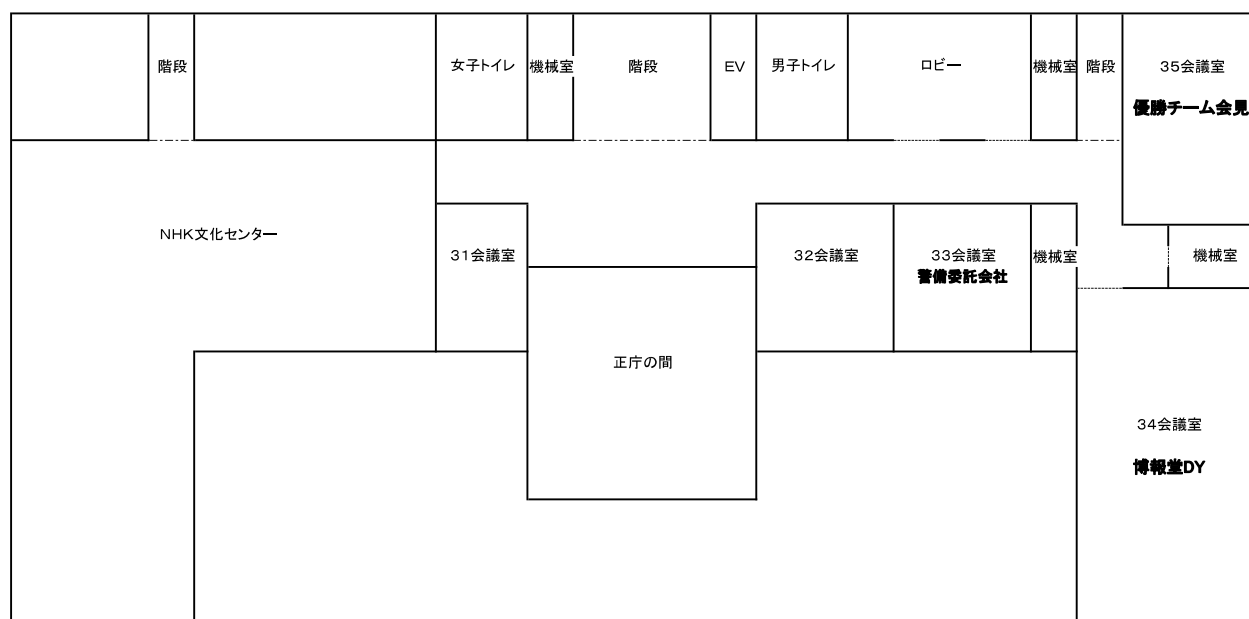 階段
女子トイレ
機械室
階段
EV
男子トイレ
ロビー
機械室
階段
35会議室
優勝チーム会見
NHK文化センター
31会議室
32会議室
33会議室
警備委託会社
機械室
機械室
正庁の間
34会議室
博報堂DY